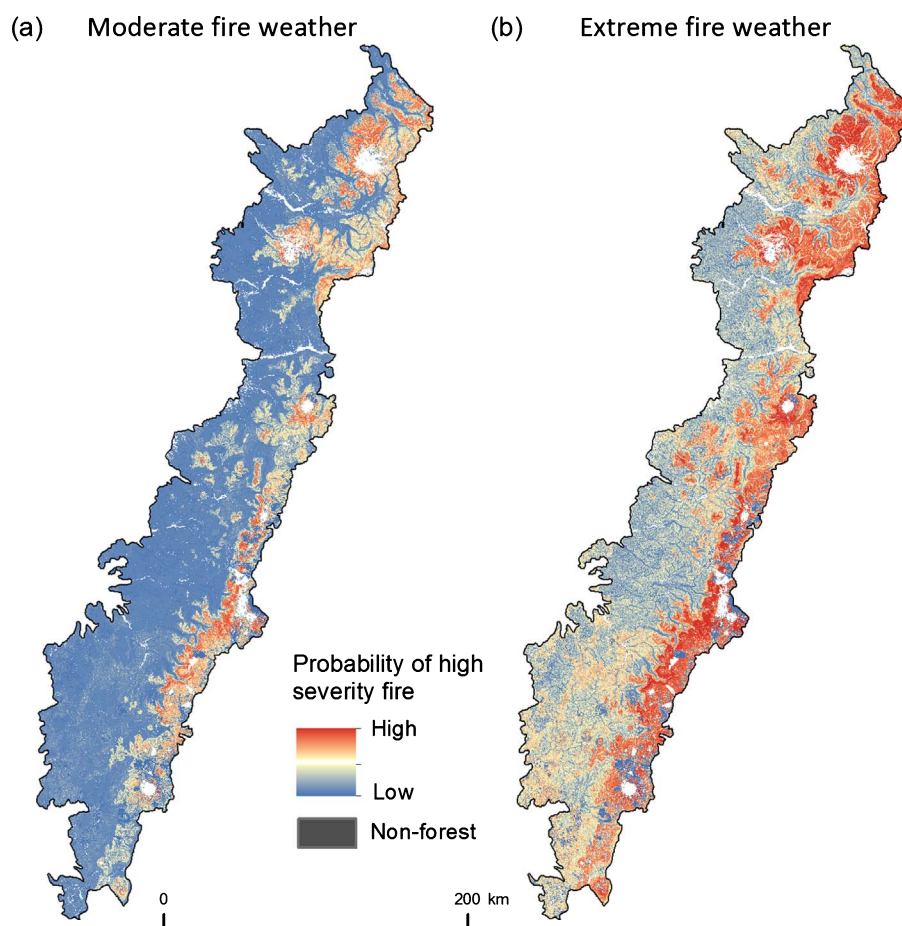 (a) Moderate fire weather
(b) Extreme fire weather
Probability of high
severity fire
High
Low
Non-forest
0
200 km